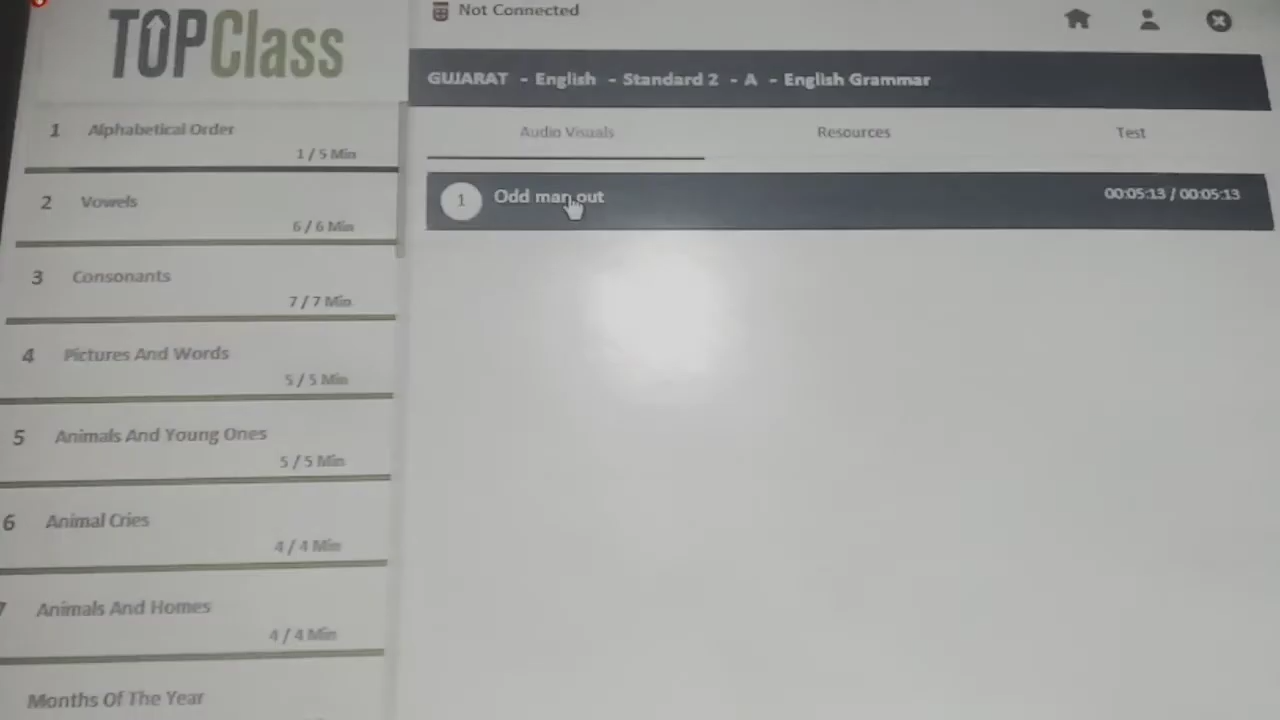 TOPClass
Not Connected
GUJARAT - English - Standard 2 - A - English Grammar
Audio Visuals
Resources
Test
1 Odd man out 00:05:13 / 00:05:13
1 Alphabetical Order
1 / 5 Min
2 Vowels
6 / 6 Min
3 Consonants
7 / 7 Min
4 Pictures And Words
5 / 5 Min
5 Animals And Young Ones
5 / 5 Min
6 Animal Cries
4 / 4 Min
7 Animals And Homes
4 / 4 Min
Months Of The Year